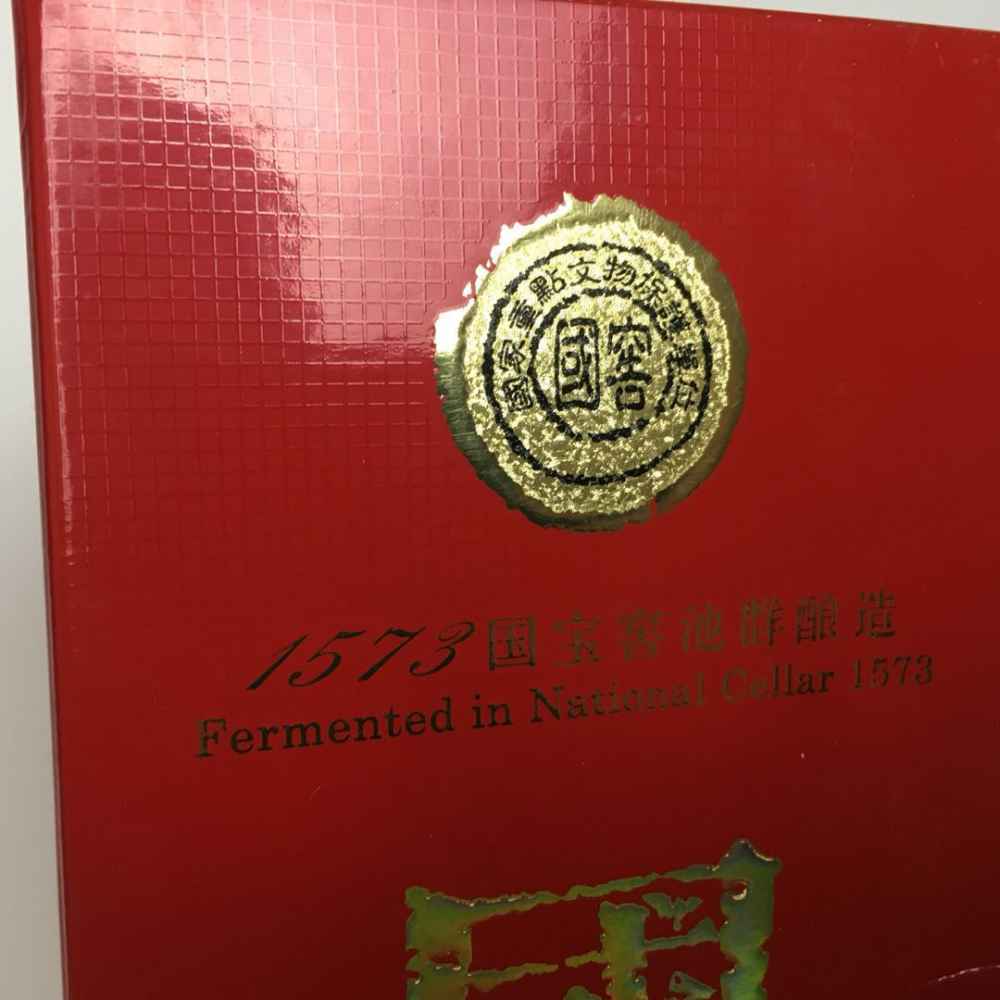 國家重點文物保護單位
國窖
1573国宝窖池群酿造
Fermented in National Cellar 1573